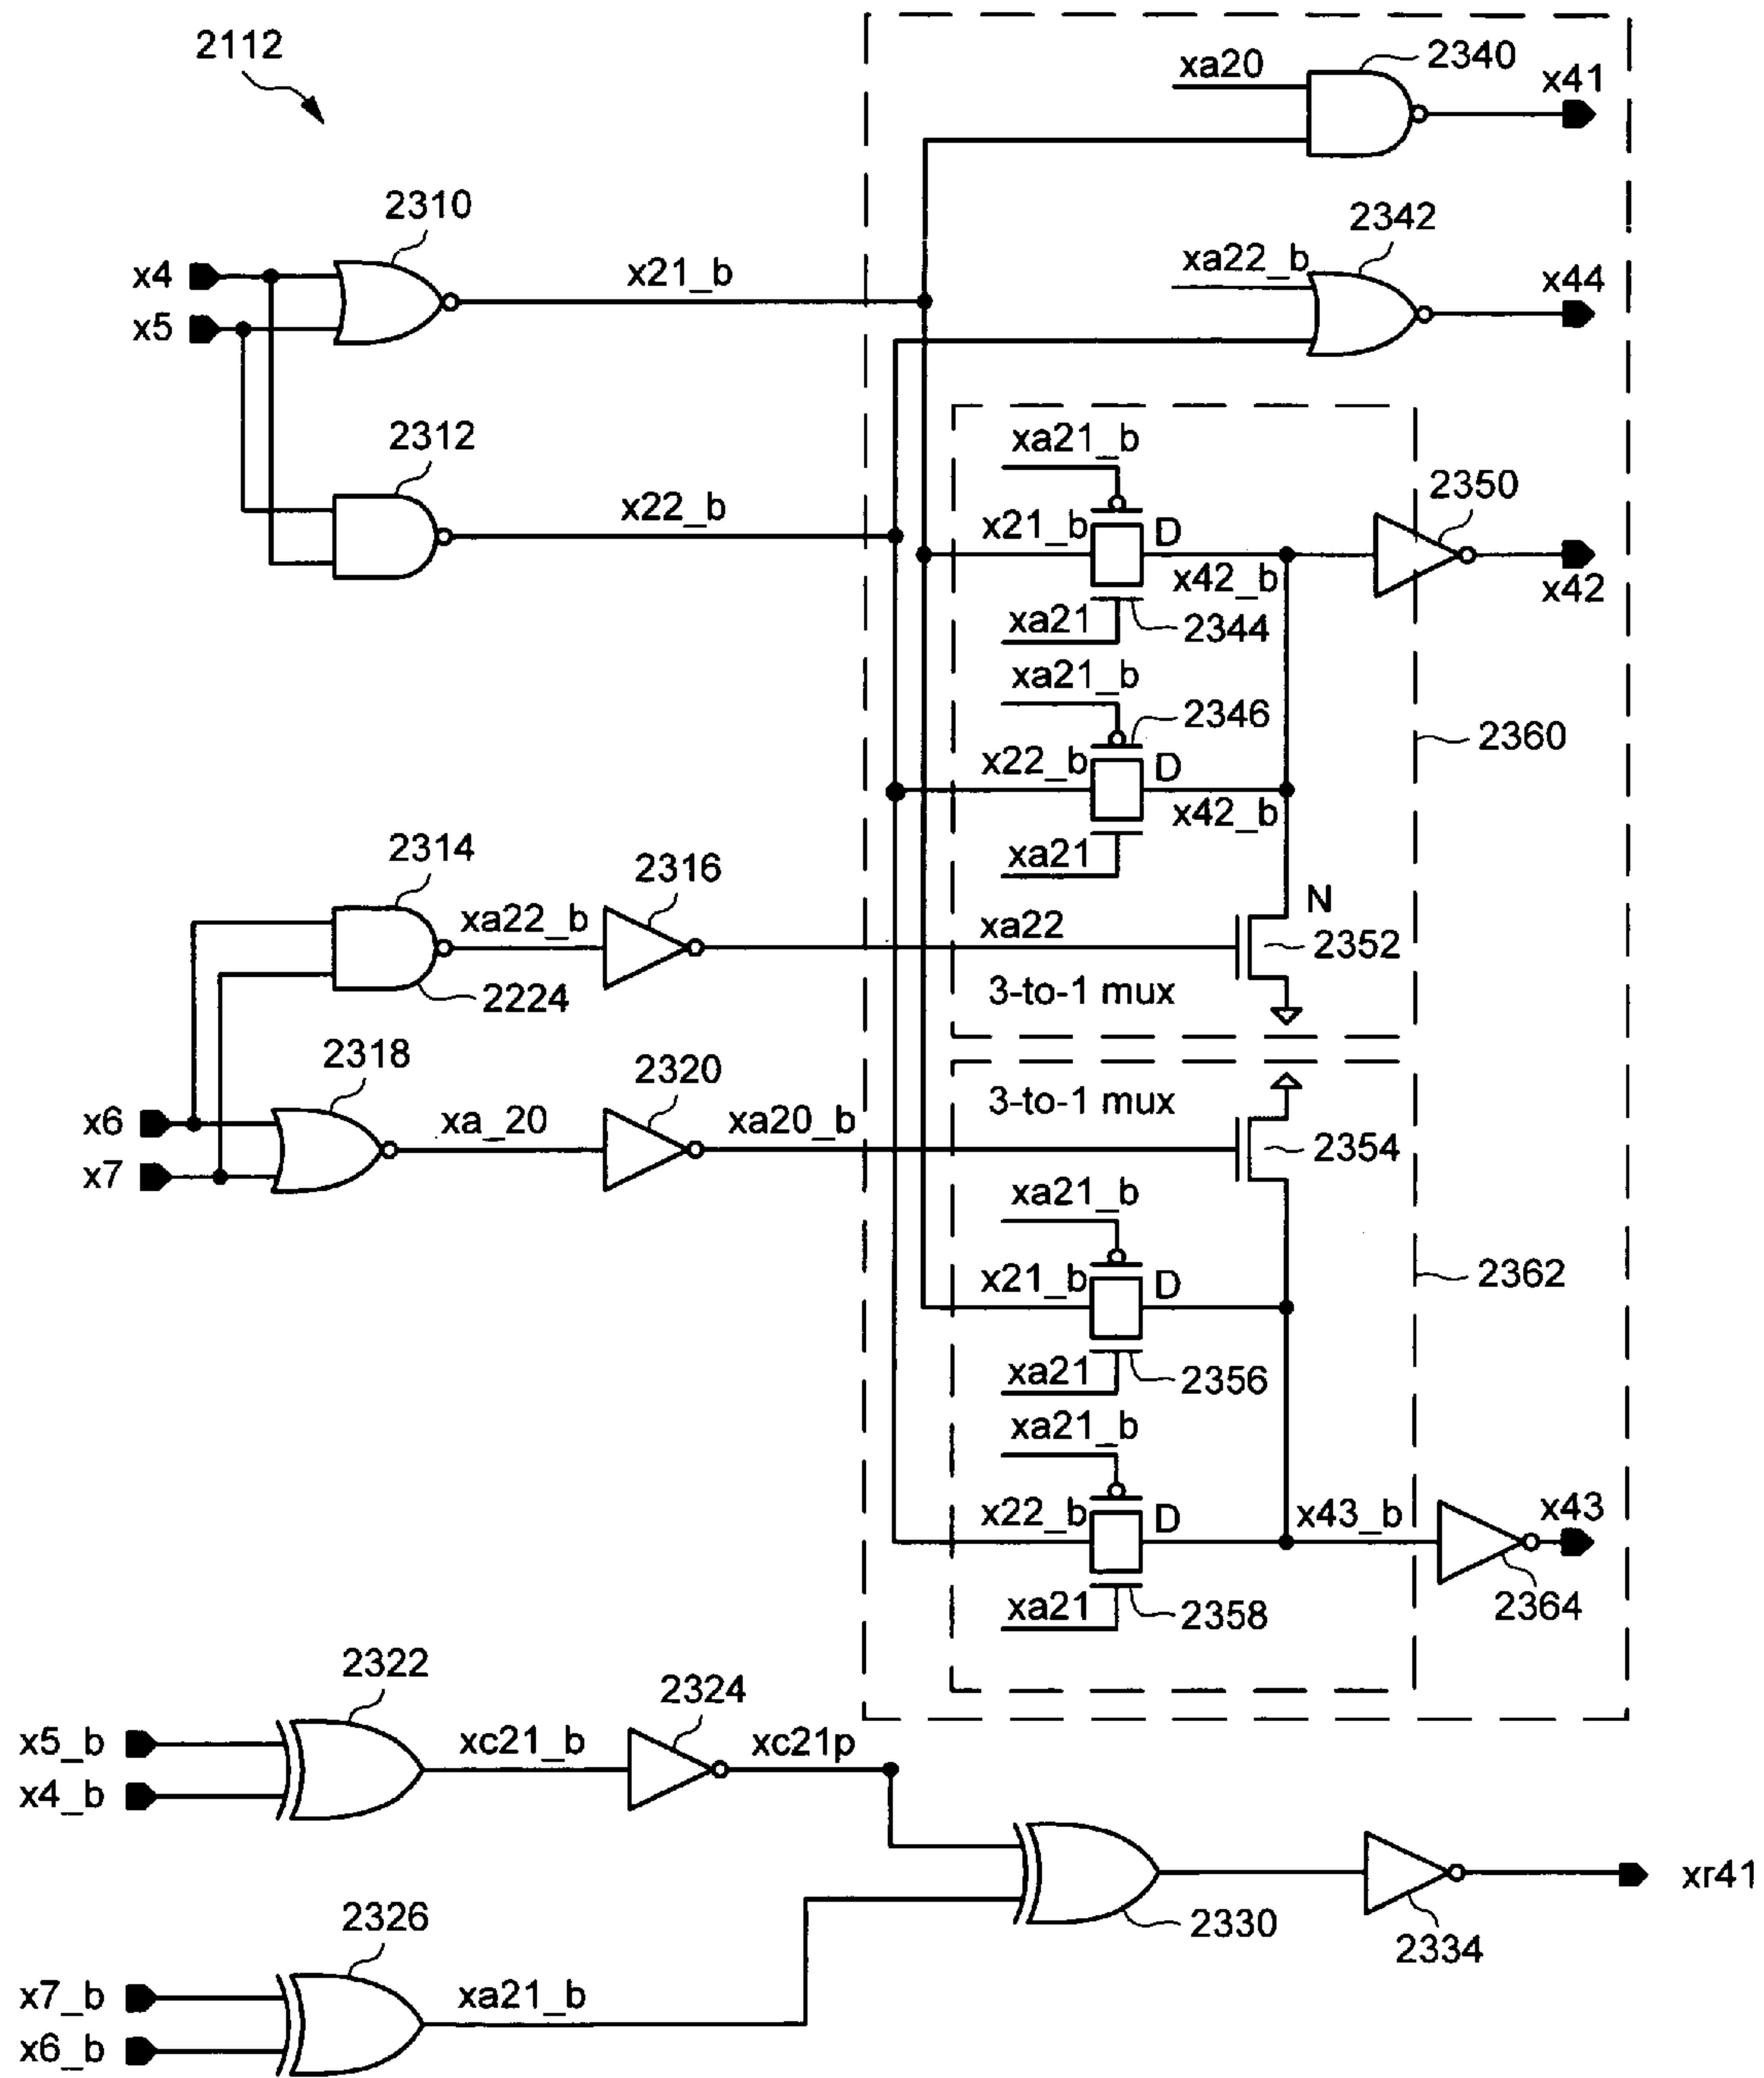 2112
xa20
2340
x41
2310
x4
x5
x21_b
xa22_b
2342
x44
2312
x22_b
xa21_b
x21_b
D
x42_b
2350
x42
xa21
2344
xa21_b
2346
x22_b
D
x42_b
2360
xa21
2314
xa22_b
2316
2224
xa22
N
2352
3-to-1 mux
2318
x6
x7
xa_20
2320
xa20_b
3-to-1 mux
2354
xa21_b
x21_b
D
2362
xa21
2356
xa21_b
x22_b
D
x43_b
x43
xa21
2358
2364
2322
x5_b
x4_b
xc21_b
2324
xc21p
2330
2334
xr41
2326
x7_b
x6_b
xa21_b